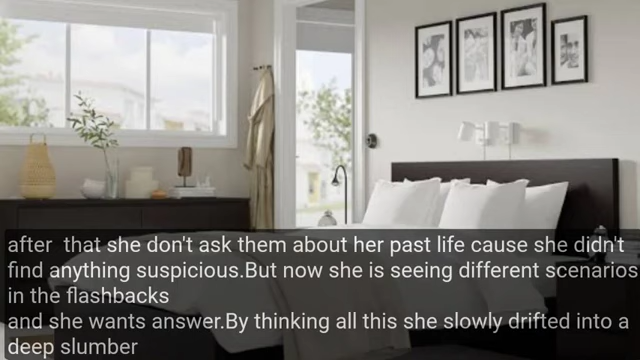 after  that she don't ask them about her past life cause she didn't
find anything suspicious.But now she is seeing different scenarios
in the flashbacks
and she wants answer.By thinking all this she slowly drifted into a
deep slumber